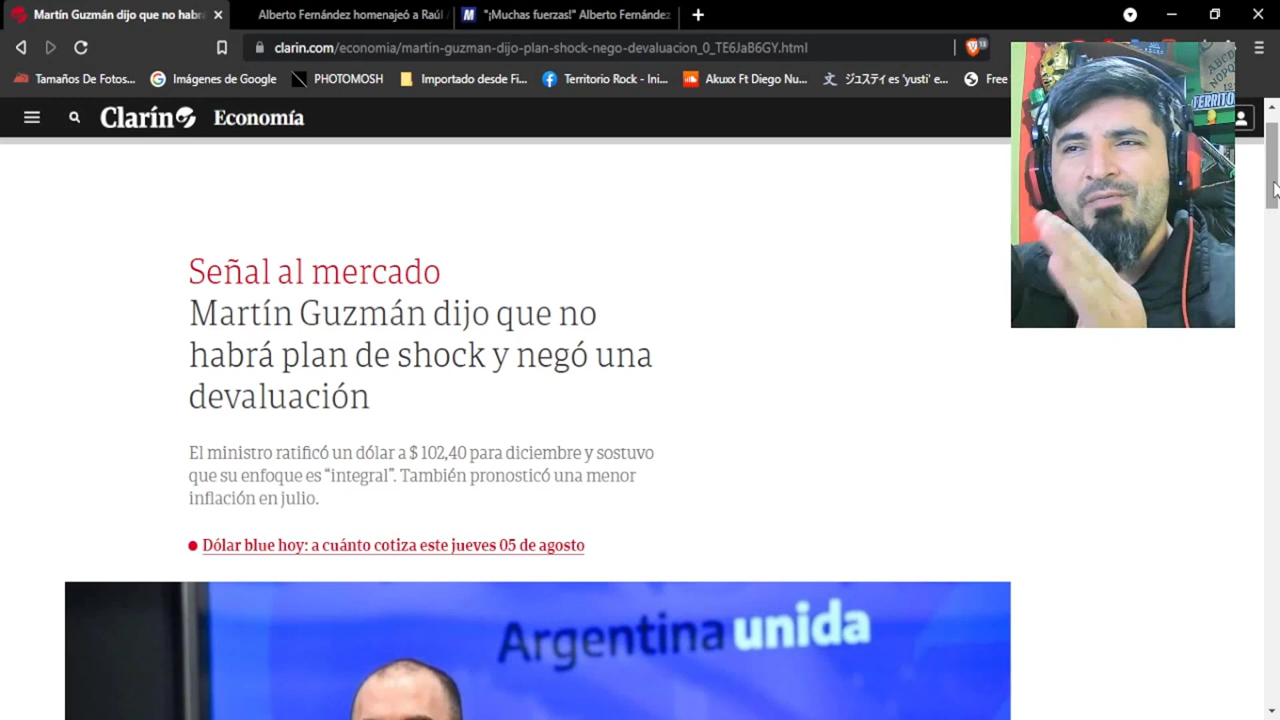 Martín Guzmán dijo que no habrá
Alberto Fernández homenajeó a Raúl
"¡Muchas fuerzas!" Alberto Fernández
clarin.com/economia/martin-guzman-dijo-plan-shock-nego-devaluacion_0_TE6JaB6GY.html
Tamaños De Fotos...
Imágenes de Google
PHOTOMOSH
Importado desde Fi...
Territorio Rock - Ini...
Akuxx Ft Diego Nu...
ジユステイ es 'yusti' e...
Free
Clarín
Economía
Señal al mercado
Martín Guzmán dijo que no
habrá plan de shock y negó una
devaluación
El ministro ratificó un dólar a $ 102,40 para diciembre y sostuvo
que su enfoque es “integral”. También pronosticó una menor
inflación en julio.
Dólar blue hoy: a cuánto cotiza este jueves 05 de agosto
Argentina unida